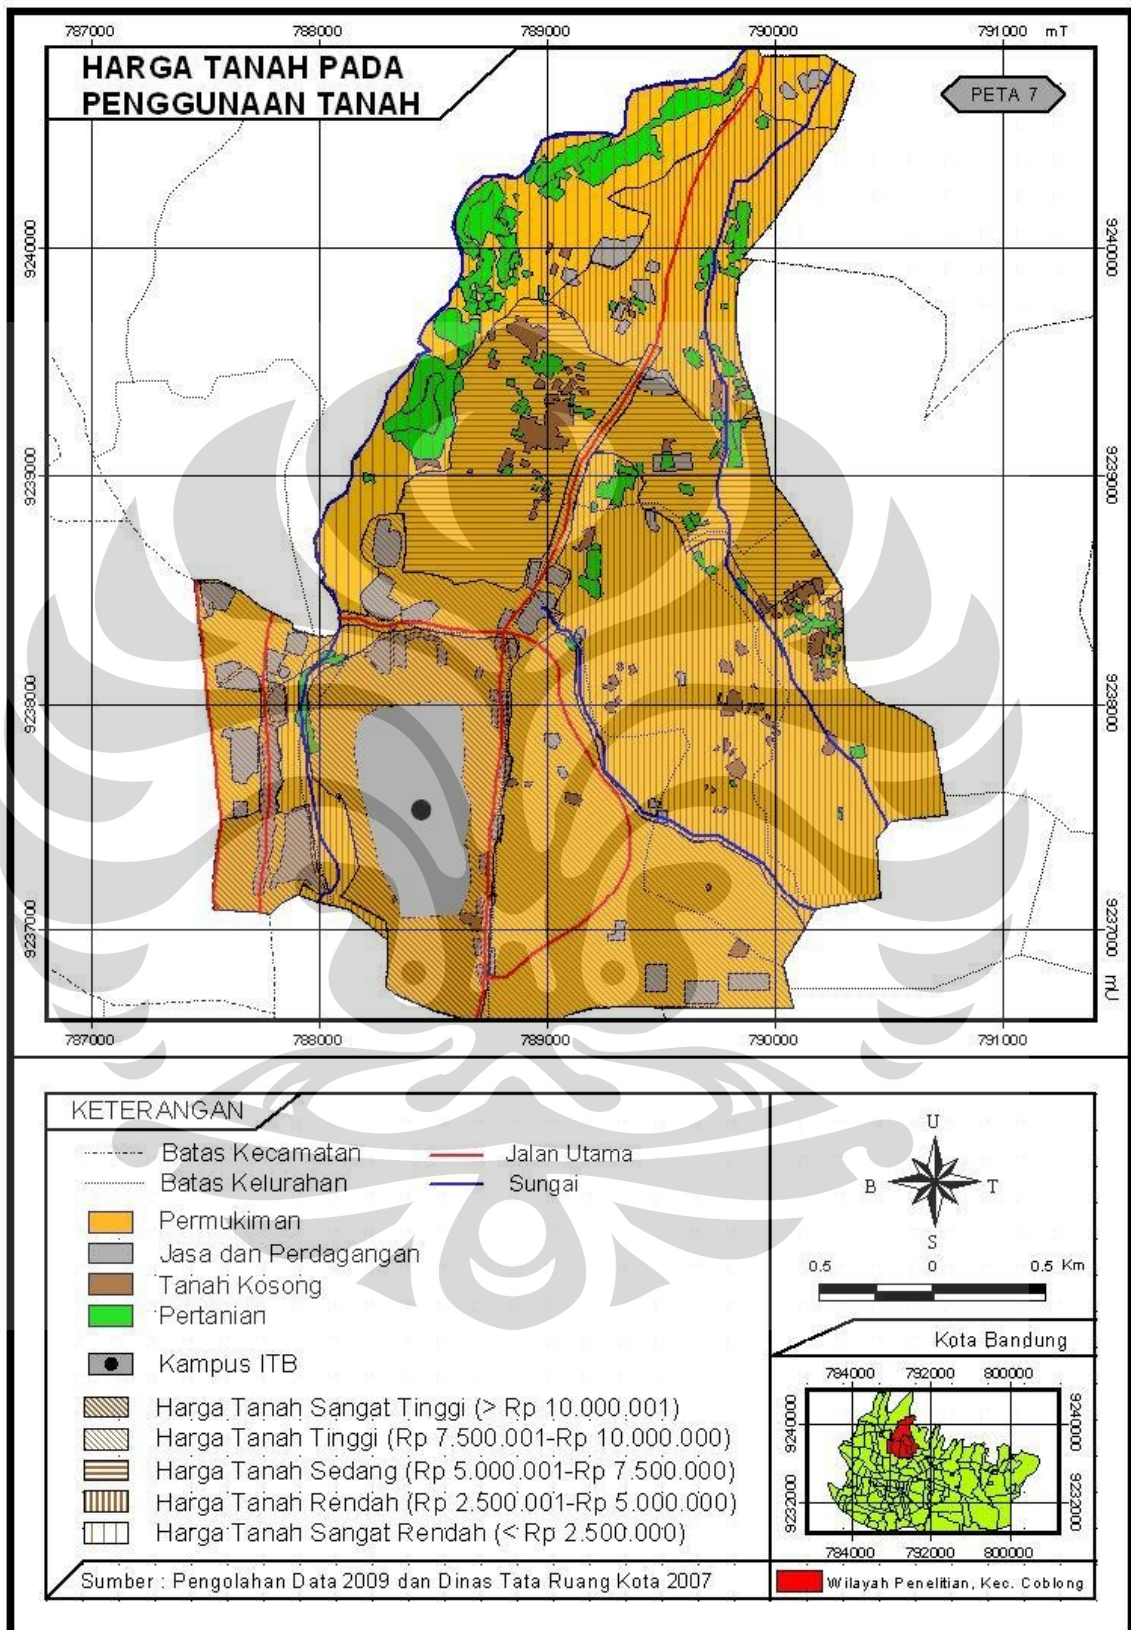 787000 788000 789000 790000 791000 mT
HARGA TANAH PADA
PENGGUNAAN TANAH
PETA 7
9240000 9240000
9239000 9239000
9238000 9238000
9237000 9237000 mU
787000 788000 789000 790000 791000
KETERANGAN
Batas Kecamatan Jalan Utama
Batas Kelurahan Sungai
Permukiman
Jasa dan Perdagangan
Tanah Kosong
Pertanian
Kampus ITB
Harga Tanah Sangat Tinggi (> Rp 10.000.001)
Harga Tanah Tinggi (Rp 7.500.001-Rp 10.000.000)
Harga Tanah Sedang (Rp 5.000.001-Rp 7.500.000)
Harga Tanah Rendah (Rp 2.500.001-Rp 5.000.000)
Harga Tanah Sangat Rendah (< Rp 2.500.000)
Sumber : Pengolahan Data 2009 dan Dinas Tata Ruang Kota 2007
U
B T
S
0.5 0 0.5 Km
Kota Bandung
784000 792000 800000
9240000 9240000
9232000 9232000
784000 792000 800000
Wilayah Penelitian, Kec. Coblong